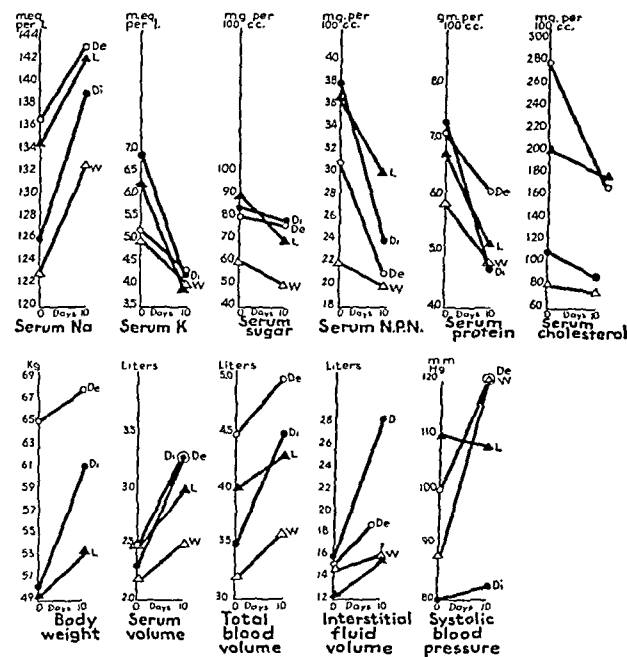 m.eq. per l.
144
142
140
138
136
134
132
130
128
126
124
122
120
De
L
Di
W
0 Days 10
Serum Na
m.eq. per l.
7.0
6.5
6.0
5.5
5.0
4.5
4.0
3.5
Di
W
L
0 Days 10
Serum K
mg. per 100 cc.
100
90
80
70
60
50
40
Di
De
L
W
0 Days 10
Serum sugar
mg. per 100 cc.
40
38
36
34
32
30
28
26
24
22
20
18
L
Di
De
W
0 Days 10
Serum N.P.N.
gm. per 100 cc.
8.0
7.0
6.0
5.0
4.0
De
L
W
Di
0 Days 10
Serum protein
mg. per cc.
300
280
260
240
220
200
180
160
140
120
100
80
60
0 Days 10
Serum cholesterol
Kg
69
67
65
63
61
59
57
55
53
51
49
De
Di
L
0 Days 10
Body weight
Liters
3.5
3.0
2.5
2.0
Di De
L
W
0 Days 10
Serum volume
Liters
5.0
4.5
4.0
3.5
3.0
De
Di
L
W
0 Days 10
Total blood volume
Liters
28
26
24
22
20
18
16
14
12
D
De
W
0 Days 10
Interstitial fluid volume
mm Hg
120
110
100
90
80
De
W
L
Di
0 Days 10
Systolic blood pressure